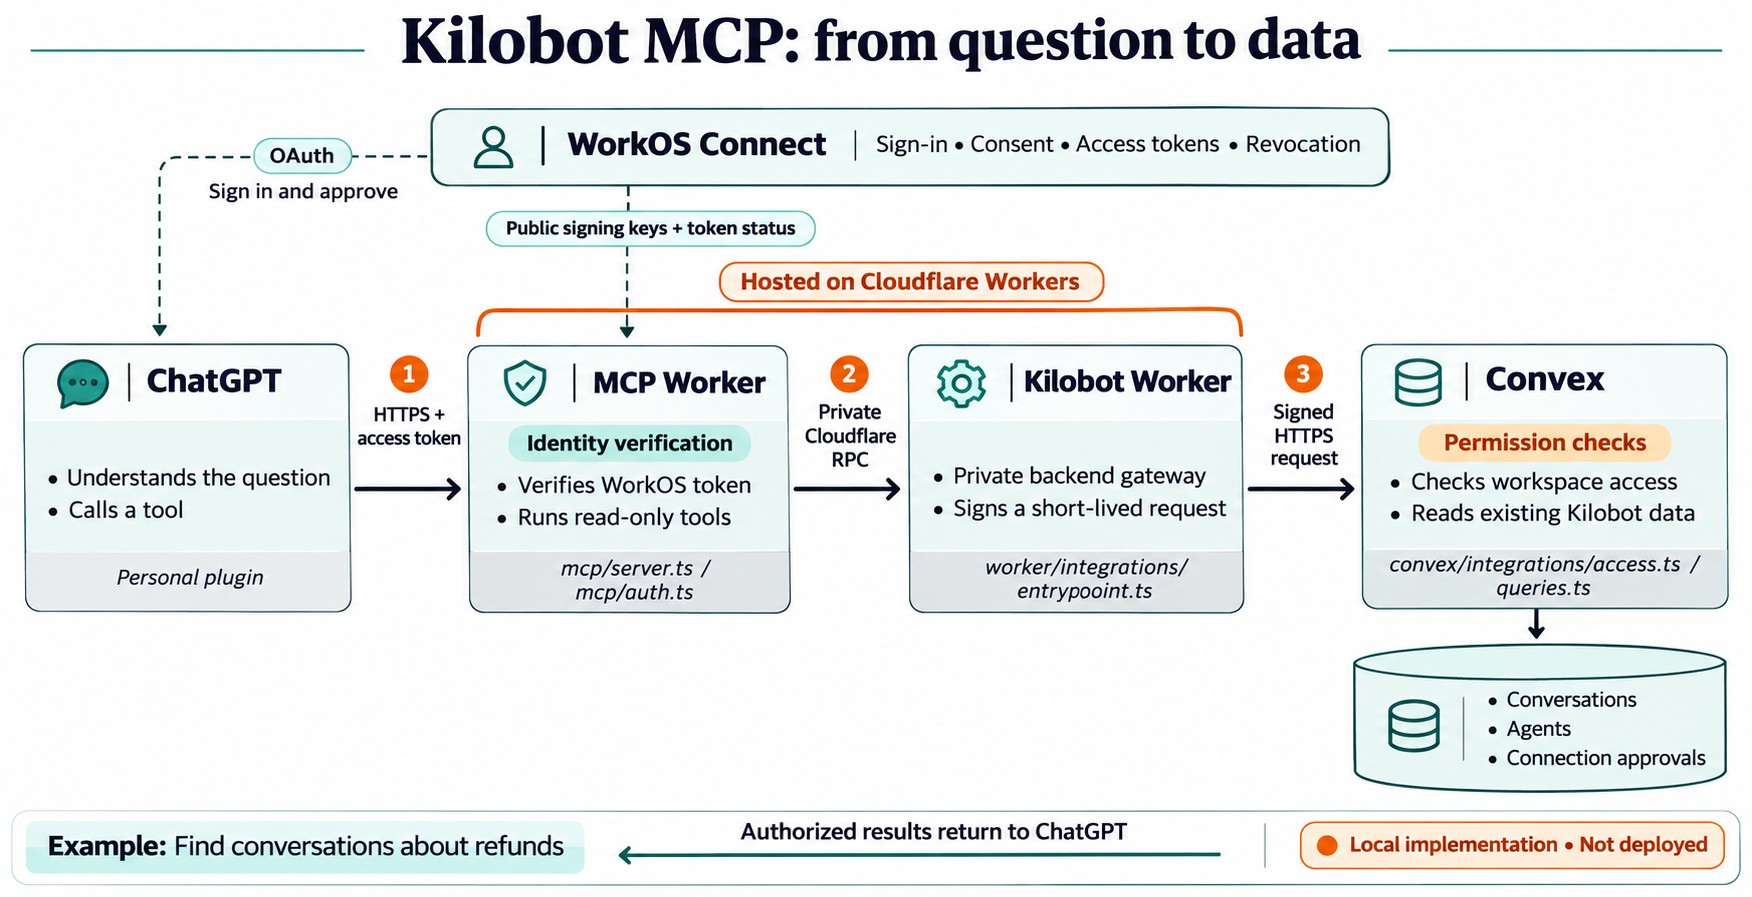 Kilobot MCP: from question to data
WorkOS Connect
Sign-in • Consent • Access tokens • Revocation
OAuth
Sign in and approve
Public signing keys + token status
Hosted on Cloudflare Workers
ChatGPT
• Understands the question
• Calls a tool
Personal plugin
1
HTTPS +
access token
MCP Worker
Identity verification
• Verifies WorkOS token
• Runs read-only tools
mcp/server.ts /
mcp/auth.ts
2
Private
Cloudflare
RPC
Kilobot Worker
• Private backend gateway
• Signs a short-lived request
worker/integrations/
entrypooint.ts
3
Signed
HTTPS
request
Convex
Permission checks
• Checks workspace access
• Reads existing Kilobot data
convex/integrations/access.ts /
queries.ts
• Conversations
• Agents
• Connection approvals
Example: Find conversations about refunds
Authorized results return to ChatGPT
Local implementation • Not deployed